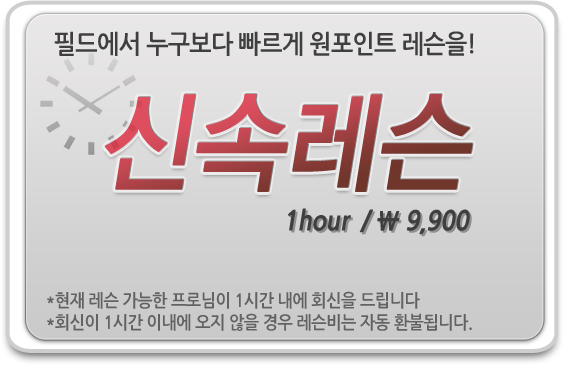 필드에서 누구보다 빠르게 원포인트 레슨을!
신속레슨
1hour / ₩ 9,900
*현재 레슨 가능한 프로님이 1시간 내에 회신을 드립니다
*회신이 1시간 이내에 오지 않을 경우 레슨비는 자동 환불됩니다.